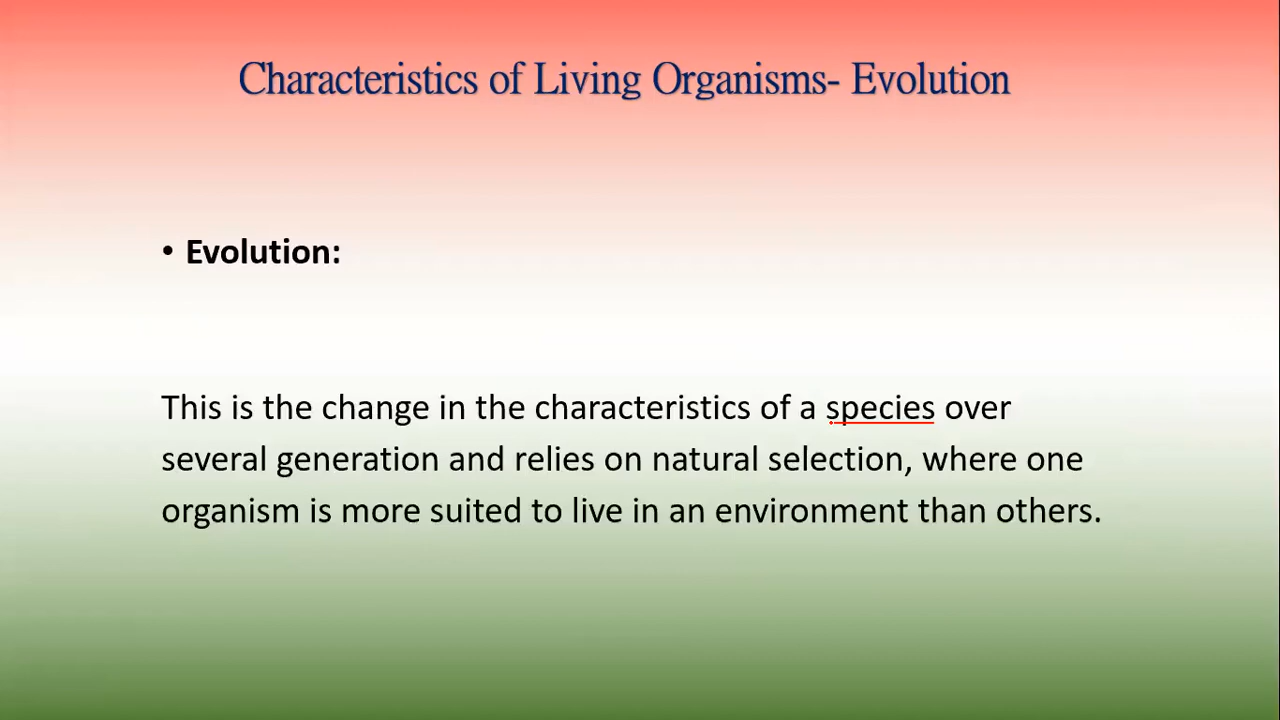 Characteristics of Living Organisms- Evolution
• Evolution:
This is the change in the characteristics of a species over
several generation and relies on natural selection, where one
organism is more suited to live in an environment than others.